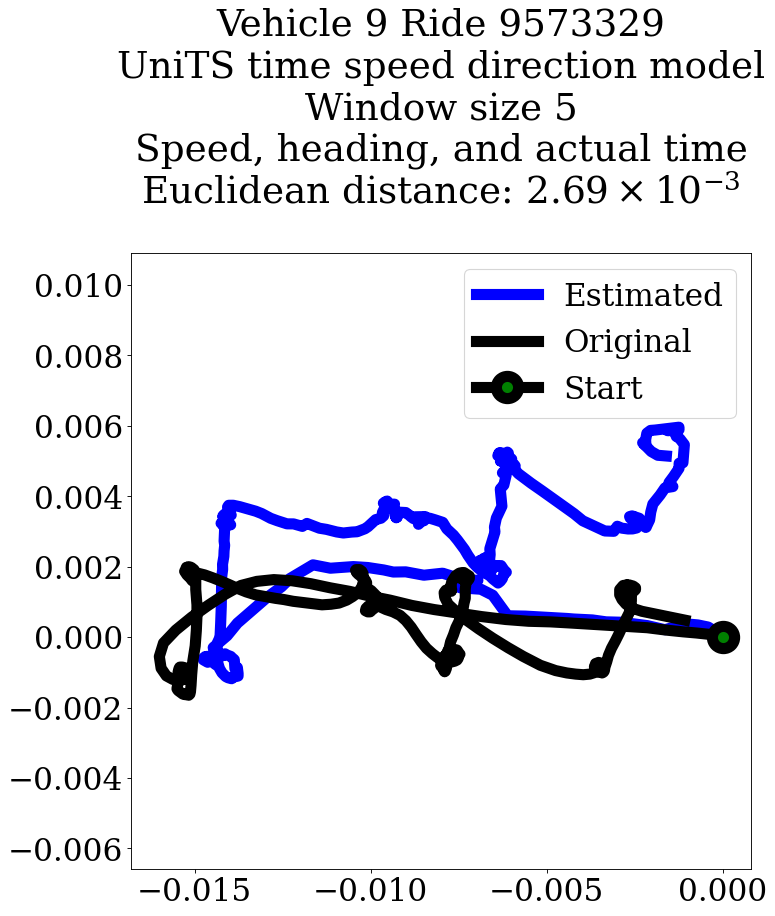 Vehicle 9 Ride 9573329
UniTS time speed direction model
Window size 5
Speed, heading, and actual time
Euclidean distance: 2.69 × 10⁻³
Estimated
Original
Start
0.010
0.008
0.006
0.004
0.002
0.000
−0.002
−0.004
−0.006
−0.015 −0.010 −0.005 0.000